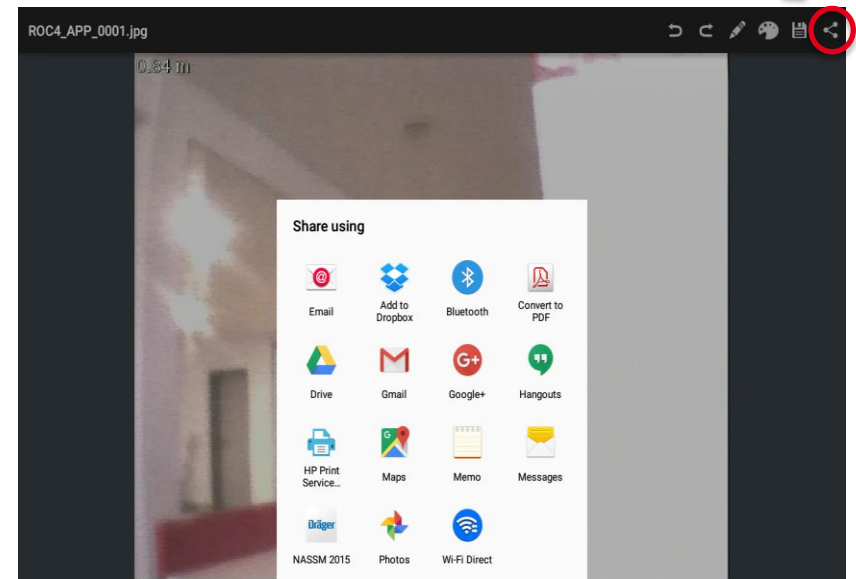 ROC4_APP_0001.jpg
0.84 m
Share using
Email
Add to
Dropbox
Bluetooth
Convert to
PDF
Drive
Gmail
G+
Google+
Hangouts
HP Print
Service...
G
Maps
Memo
Messages
Dräger
NASSM 2015
Photos
Wi-Fi Direct